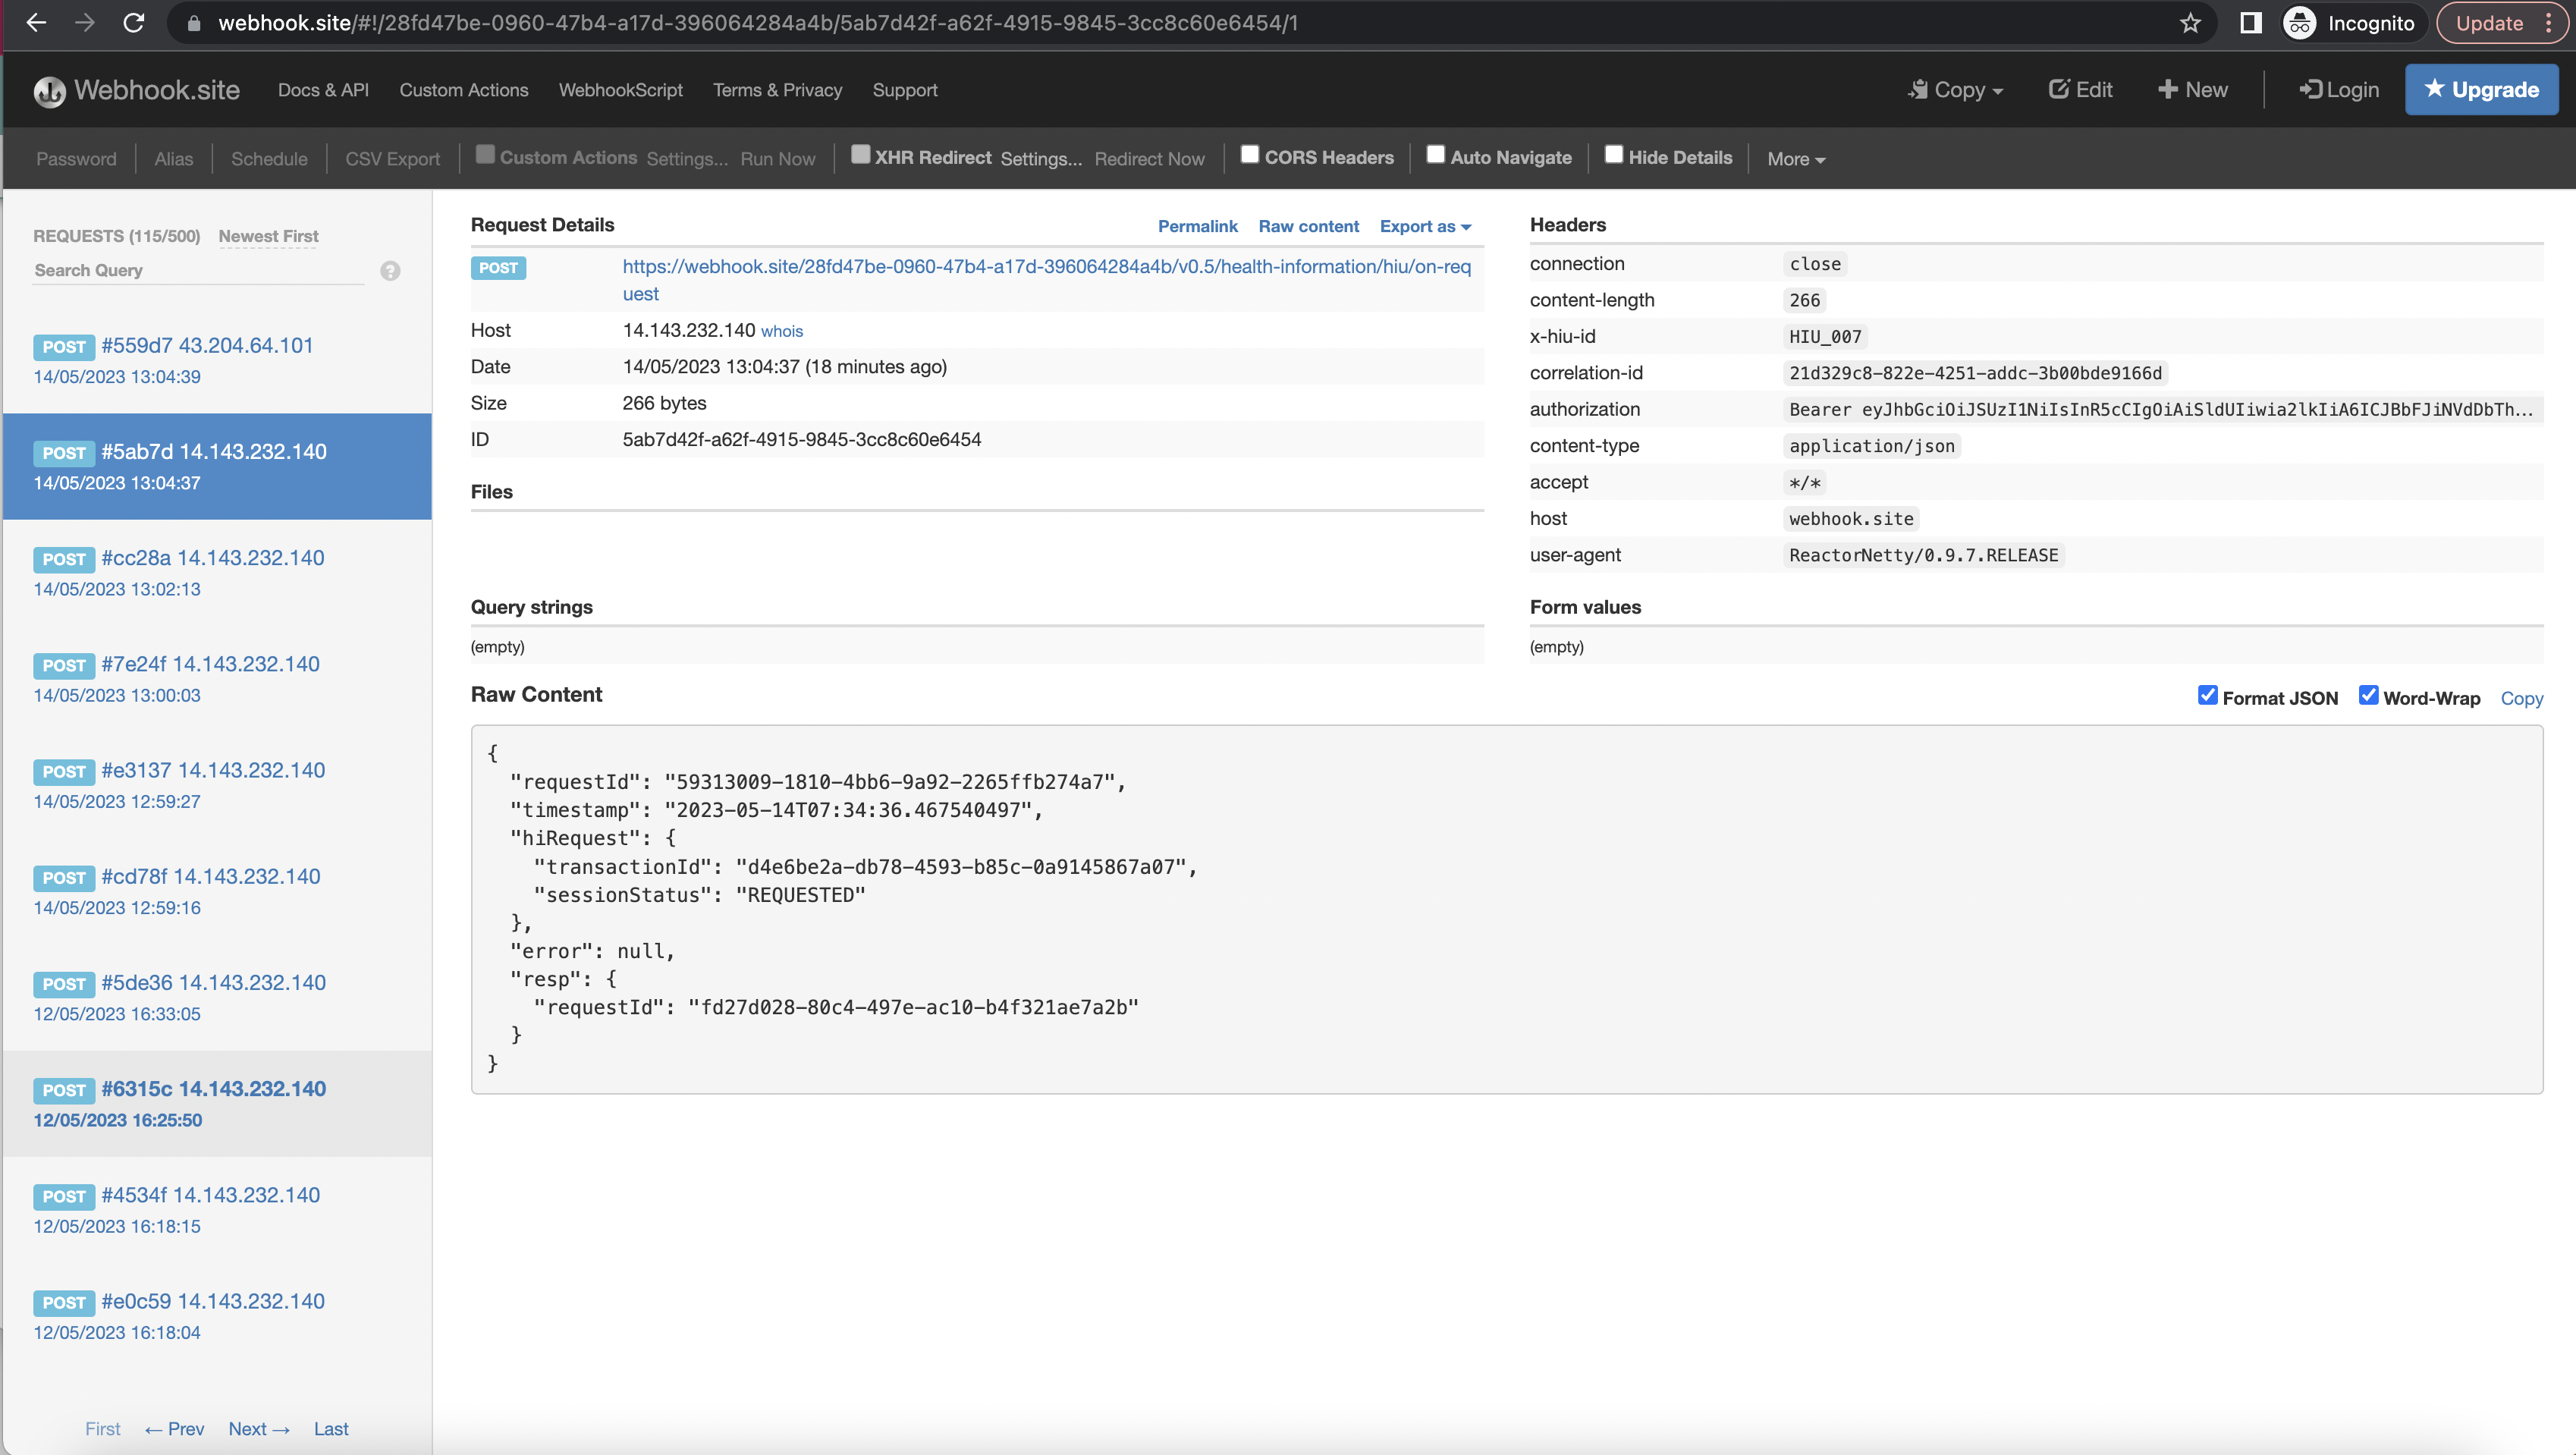 webhook.site/#!/28fd47be-0960-47b4-a17d-396064284a4b/5ab7d42f-a62f-4915-9845-3cc8c60e6454/1
Incognito
Update
Webhook.site
Docs & API
Custom Actions
WebhookScript
Terms & Privacy
Support
Copy
Edit
New
Login
Upgrade
Password
Alias
Schedule
CSV Export
Custom Actions Settings... Run Now
XHR Redirect Settings... Redirect Now
CORS Headers
Auto Navigate
Hide Details
More
REQUESTS (115/500) Newest First
Search Query
?
POST #559d7 43.204.64.101
14/05/2023 13:04:39
POST #5ab7d 14.143.232.140
14/05/2023 13:04:37
POST #cc28a 14.143.232.140
14/05/2023 13:02:13
POST #7e24f 14.143.232.140
14/05/2023 13:00:03
POST #e3137 14.143.232.140
14/05/2023 12:59:27
POST #cd78f 14.143.232.140
14/05/2023 12:59:16
POST #5de36 14.143.232.140
12/05/2023 16:33:05
POST #6315c 14.143.232.140
12/05/2023 16:25:50
POST #4534f 14.143.232.140
12/05/2023 16:18:15
POST #e0c59 14.143.232.140
12/05/2023 16:18:04
First ← Prev Next → Last
Request Details
Permalink Raw content Export as
POST https://webhook.site/28fd47be-0960-47b4-a17d-396064284a4b/v0.5/health-information/hiu/on-req
uest
Host 14.143.232.140 whois
Date 14/05/2023 13:04:37 (18 minutes ago)
Size 266 bytes
ID 5ab7d42f-a62f-4915-9845-3cc8c60e6454
Files
Headers
connection close
content-length 266
x-hiu-id HIU_007
correlation-id 21d329c8-822e-4251-addc-3b00bde9166d
authorization Bearer eyJhbGciOiJSUzI1NiIsInR5cCIgOiAiSldUIiwia2lkIiA6ICJBbFJiNVdDbTh...
content-type application/json
accept */*
host webhook.site
user-agent ReactorNetty/0.9.7.RELEASE
Query strings
(empty)
Form values
(empty)
Raw Content
Format JSON Word-Wrap Copy
{
"requestId": "59313009-1810-4bb6-9a92-2265ffb274a7",
"timestamp": "2023-05-14T07:34:36.467540497",
"hiRequest": {
"transactionId": "d4e6be2a-db78-4593-b85c-0a9145867a07",
"sessionStatus": "REQUESTED"
},
"error": null,
"resp": {
"requestId": "fd27d028-80c4-497e-ac10-b4f321ae7a2b"
}
}